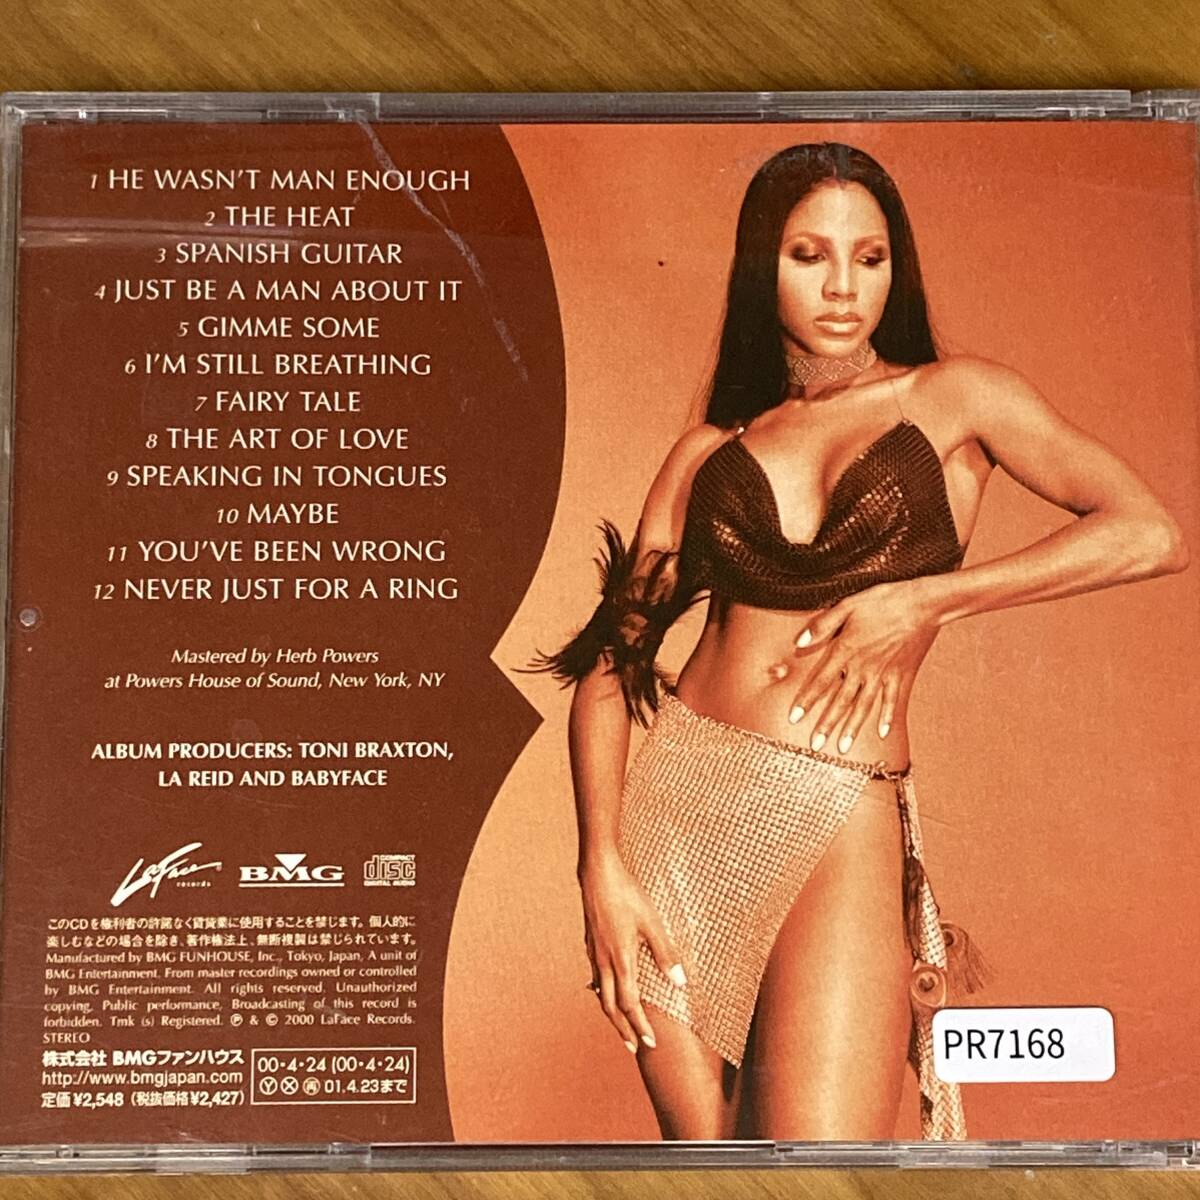 1 HE WASN'T MAN ENOUGH
2 THE HEAT
3 SPANISH GUITAR
4 JUST BE A MAN ABOUT IT
5 GIMME SOME
6 I'M STILL BREATHING
7 FAIRY TALE
8 THE ART OF LOVE
9 SPEAKING IN TONGUES
10 MAYBE
11 YOU'VE BEEN WRONG
12 NEVER JUST FOR A RING
Mastered by Herb Powers
at Powers House of Sound, New York, NY
ALBUM PRODUCERS: TONI BRAXTON,
LA REID AND BABYFACE
LaFace records ®
BMG
COMPACT disc DIGITAL AUDIO
このCDを権利者の許諾なく賃貸業に使用することを禁じます。個人的に
楽しむなどの場合を除き、著作権法上、無断複製は禁じられています。
Manufactured by BMG FUNHOUSE, Inc., Tokyo, Japan, A unit of
BMG Entertainment. From master recordings owned or controlled
by BMG Entertainment. All rights reserved. Unauthorized
copying, Public performance, Broadcasting of this record is
forbidden. Tmk (s) Registered. ℗ & © 2000 LaFace Records.
STEREO
株式会社 BMGファンハウス
http://www.bmgjapan.com
定価¥2,548 (税抜価格¥2,427)
00・4・24 (00・4・24)
Ⓨ Ⓧ 再 01.4.23まで
PR7168